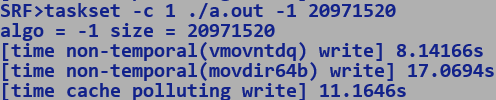 SRF>taskset -c 1 ./a.out -1 20971520
algo = -1 size = 20971520
[time non-temporal(vmovntdq) write] 8.14166s
[time non-temporal(movdir64b) write] 17.0694s
[time cache polluting write] 11.1646s